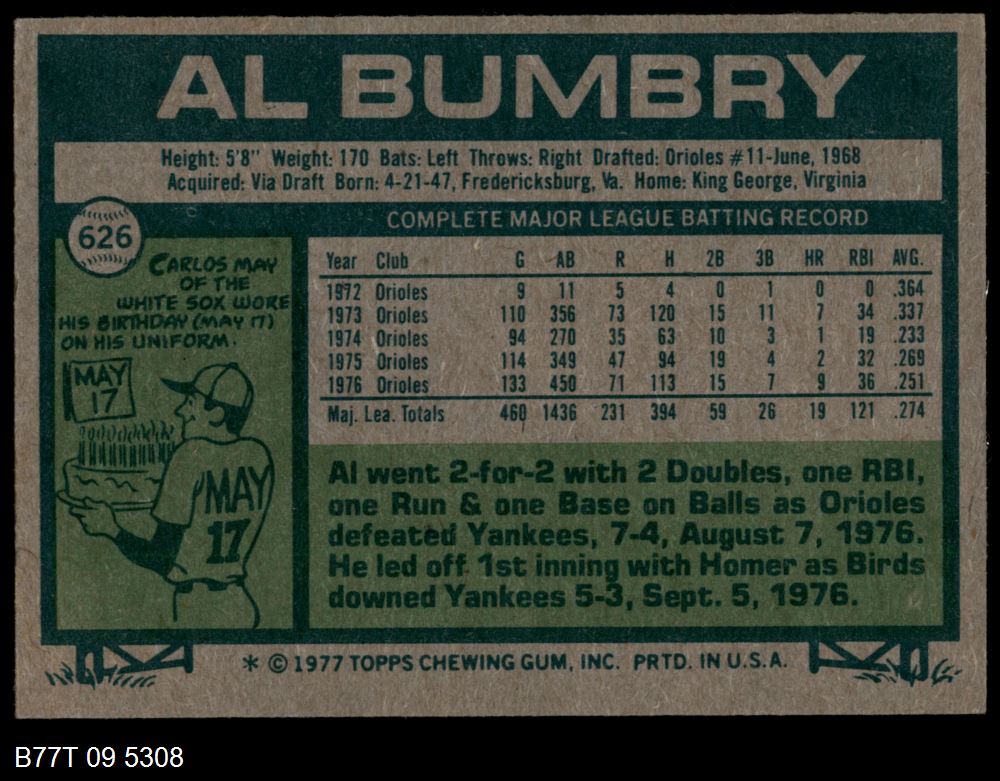 AL BUMBRY
Height: 5'8" Weight: 170 Bats: Left Throws: Right Drafted: Orioles #11-June, 1968
Acquired: Via Draft Born: 4-21-47, Fredericksburg, Va. Home: King George, Virginia
626
CARLOS MAY
OF THE
WHITE SOX WORE
HIS BIRTHDAY (MAY 17)
ON HIS UNIFORM.
MAY
17
MAY
17
COMPLETE MAJOR LEAGUE BATTING RECORD
Year Club G AB R H 2B 3B HR RBI AVG.
1972 Orioles 9 11 5 4 0 1 0 0 .364
1973 Orioles 110 356 73 120 15 11 7 34 .337
1974 Orioles 94 270 35 63 10 3 1 19 .233
1975 Orioles 114 349 47 94 19 4 2 32 .269
1976 Orioles 133 450 71 113 15 7 9 36 .251
Maj. Lea. Totals 460 1436 231 394 59 26 19 121 .274
Al went 2-for-2 with 2 Doubles, one RBI,
one Run & one Base on Balls as Orioles
defeated Yankees, 7-4, August 7, 1976.
He led off 1st inning with Homer as Birds
downed Yankees 5-3, Sept. 5, 1976.
* © 1977 TOPPS CHEWING GUM, INC. PRTD. IN U.S.A.
B77T 09 5308